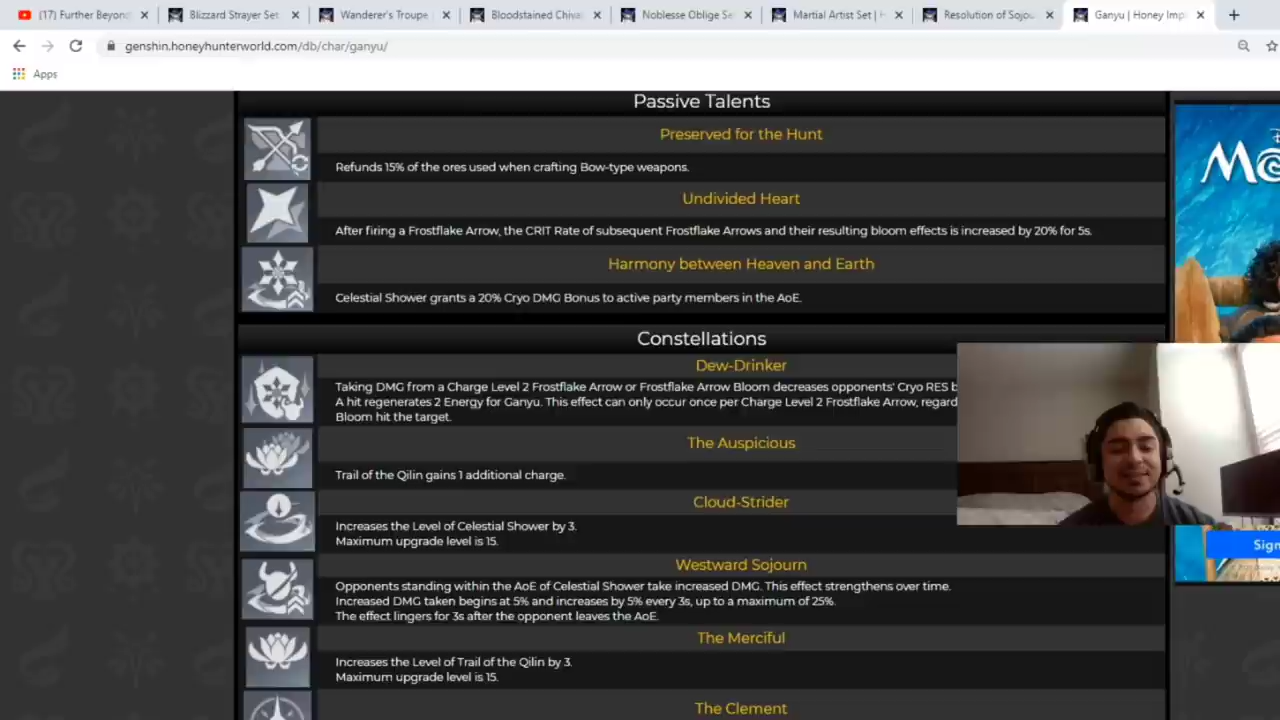 (17) Further Beyond
Blizzard Strayer Set
Wanderer's Troupe
Bloodstained Chiva
Noblesse Oblige Se
Martial Artist Set | H
Resolution of Sojou
Ganyu | Honey Imp
genshin.honeyhunterworld.com/db/char/ganyu/
Apps
Passive Talents
Preserved for the Hunt
Refunds 15% of the ores used when crafting Bow-type weapons.
Undivided Heart
After firing a Frostflake Arrow, the CRIT Rate of subsequent Frostflake Arrows and their resulting bloom effects is increased by 20% for 5s.
Harmony between Heaven and Earth
Celestial Shower grants a 20% Cryo DMG Bonus to active party members in the AoE.
Constellations
Dew-Drinker
Taking DMG from a Charge Level 2 Frostflake Arrow or Frostflake Arrow Bloom decreases opponents' Cryo RES b
A hit regenerates 2 Energy for Ganyu. This effect can only occur once per Charge Level 2 Frostflake Arrow, regard
Bloom hit the target.
The Auspicious
Trail of the Qilin gains 1 additional charge.
Cloud-Strider
Increases the Level of Celestial Shower by 3.
Maximum upgrade level is 15.
Westward Sojourn
Opponents standing within the AoE of Celestial Shower take increased DMG. This effect strengthens over time.
Increased DMG taken begins at 5% and increases by 5% every 3s, up to a maximum of 25%.
The effect lingers for 3s after the opponent leaves the AoE.
The Merciful
Increases the Level of Trail of the Qilin by 3.
Maximum upgrade level is 15.
The Clement
Sign